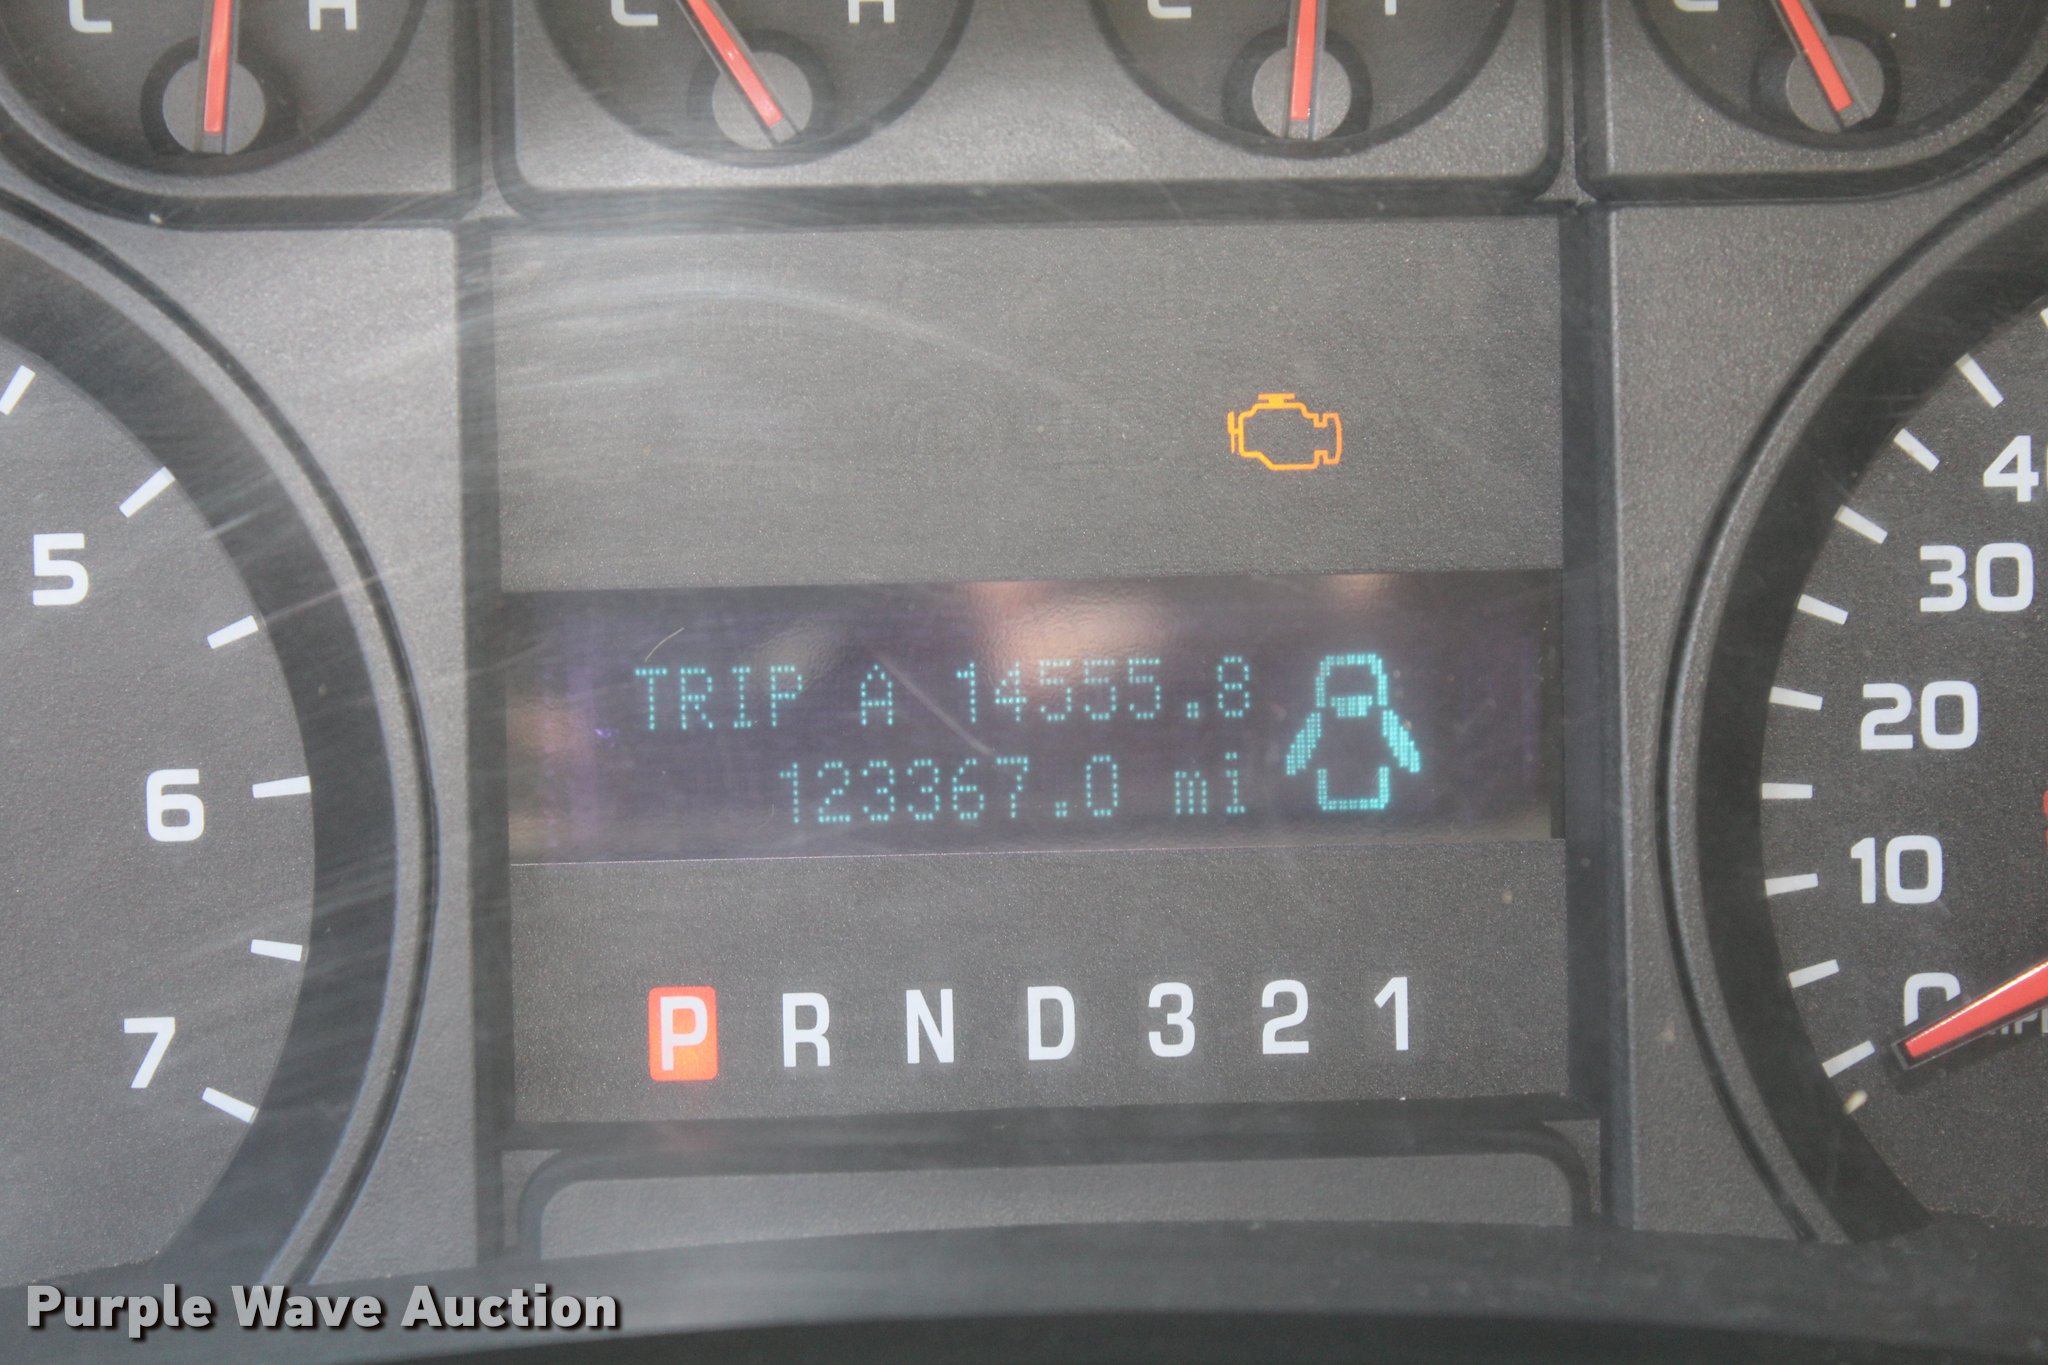 C H
C H
E F
C H
5
6
7
TRIP A 14555.8
123367.0 mi
P R N D 3 2 1
40
30
20
10
0
Purple Wave Auction